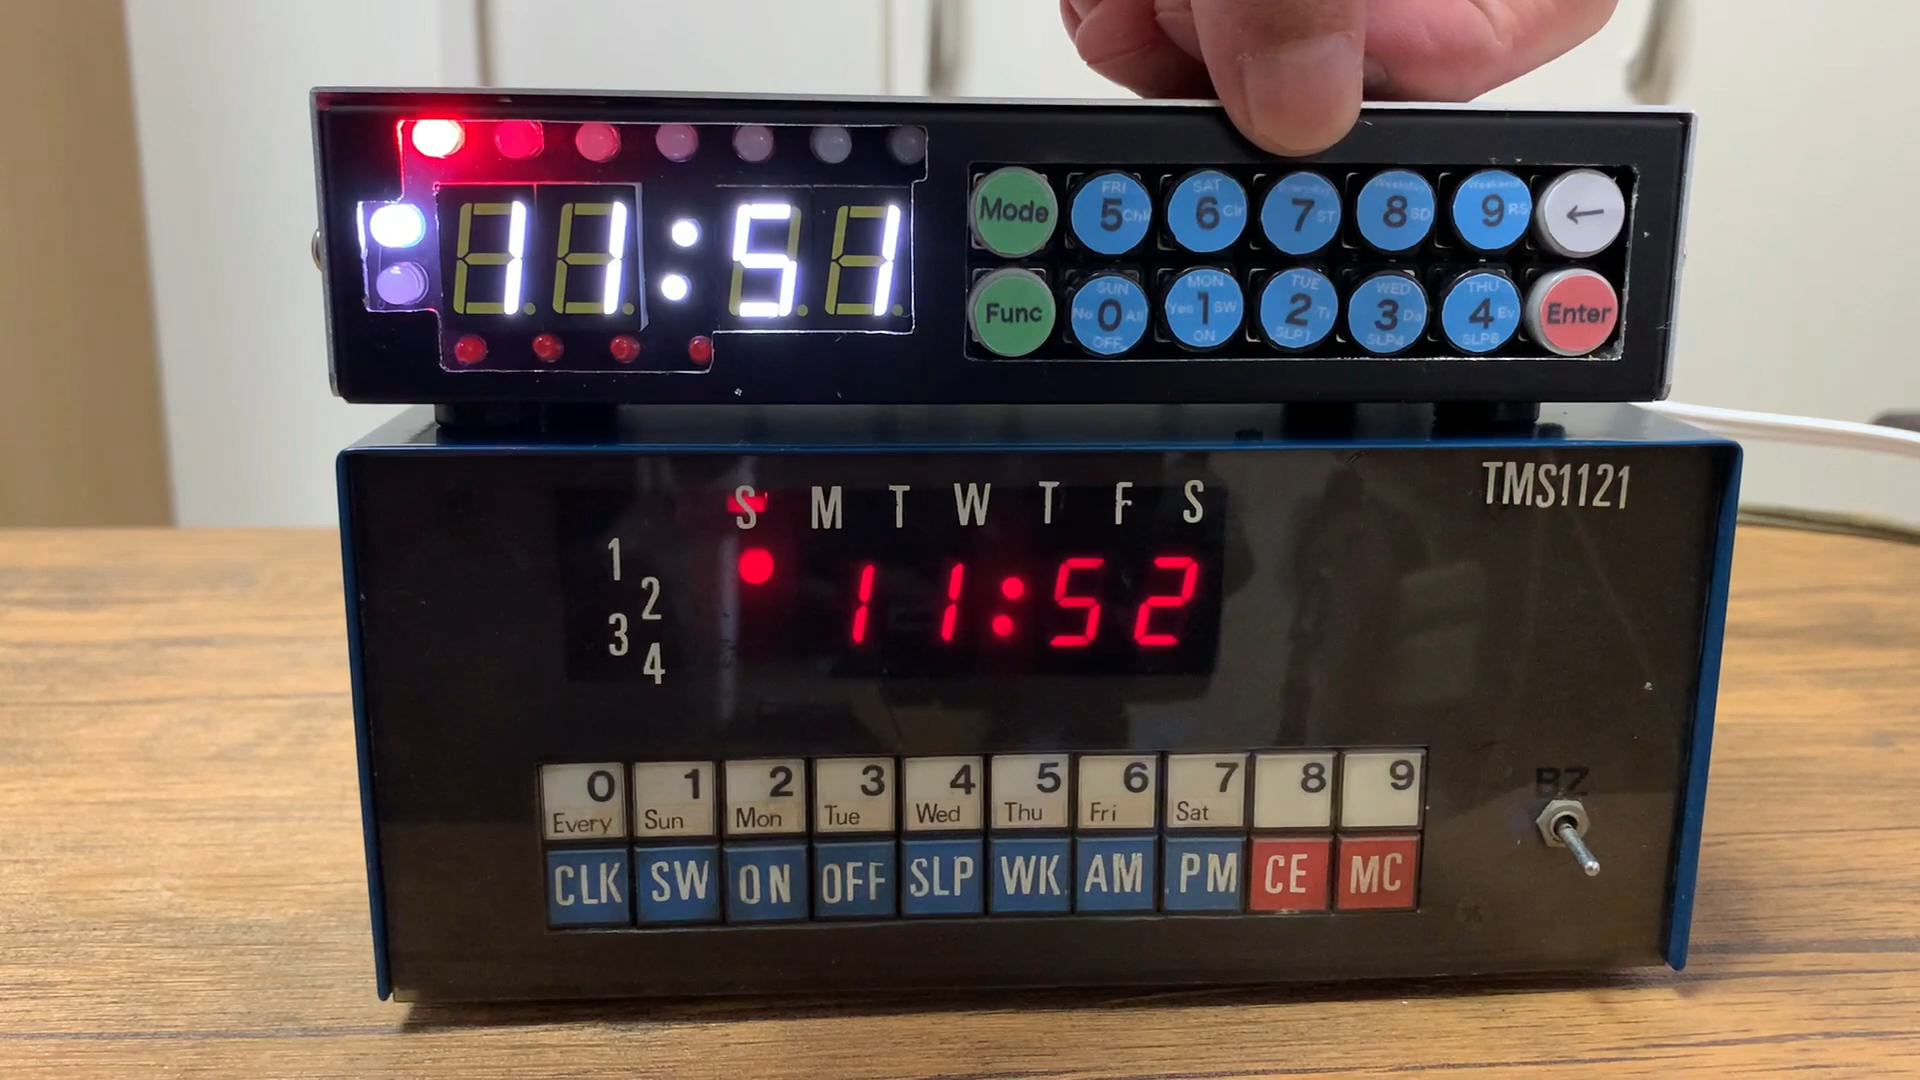 11:51
Mode FRI 5 Chk SAT 6 Clr 7 ST Weekday 8 SD Weekend 9 RS ←
Func SUN No 0 All OFF MON Yes 1 SW ON TUE 2 Ti SLP1 WED 3 Da SLP4 THU 4 Ev SLP8 Enter
TMS1121
S M T W T F S
1
2
3
4
11:52
0 1 2 3 4 5 6 7 8 9
Every Sun Mon Tue Wed Thu Fri Sat
CLK SW ON OFF SLP WK AM PM CE MC
BZ